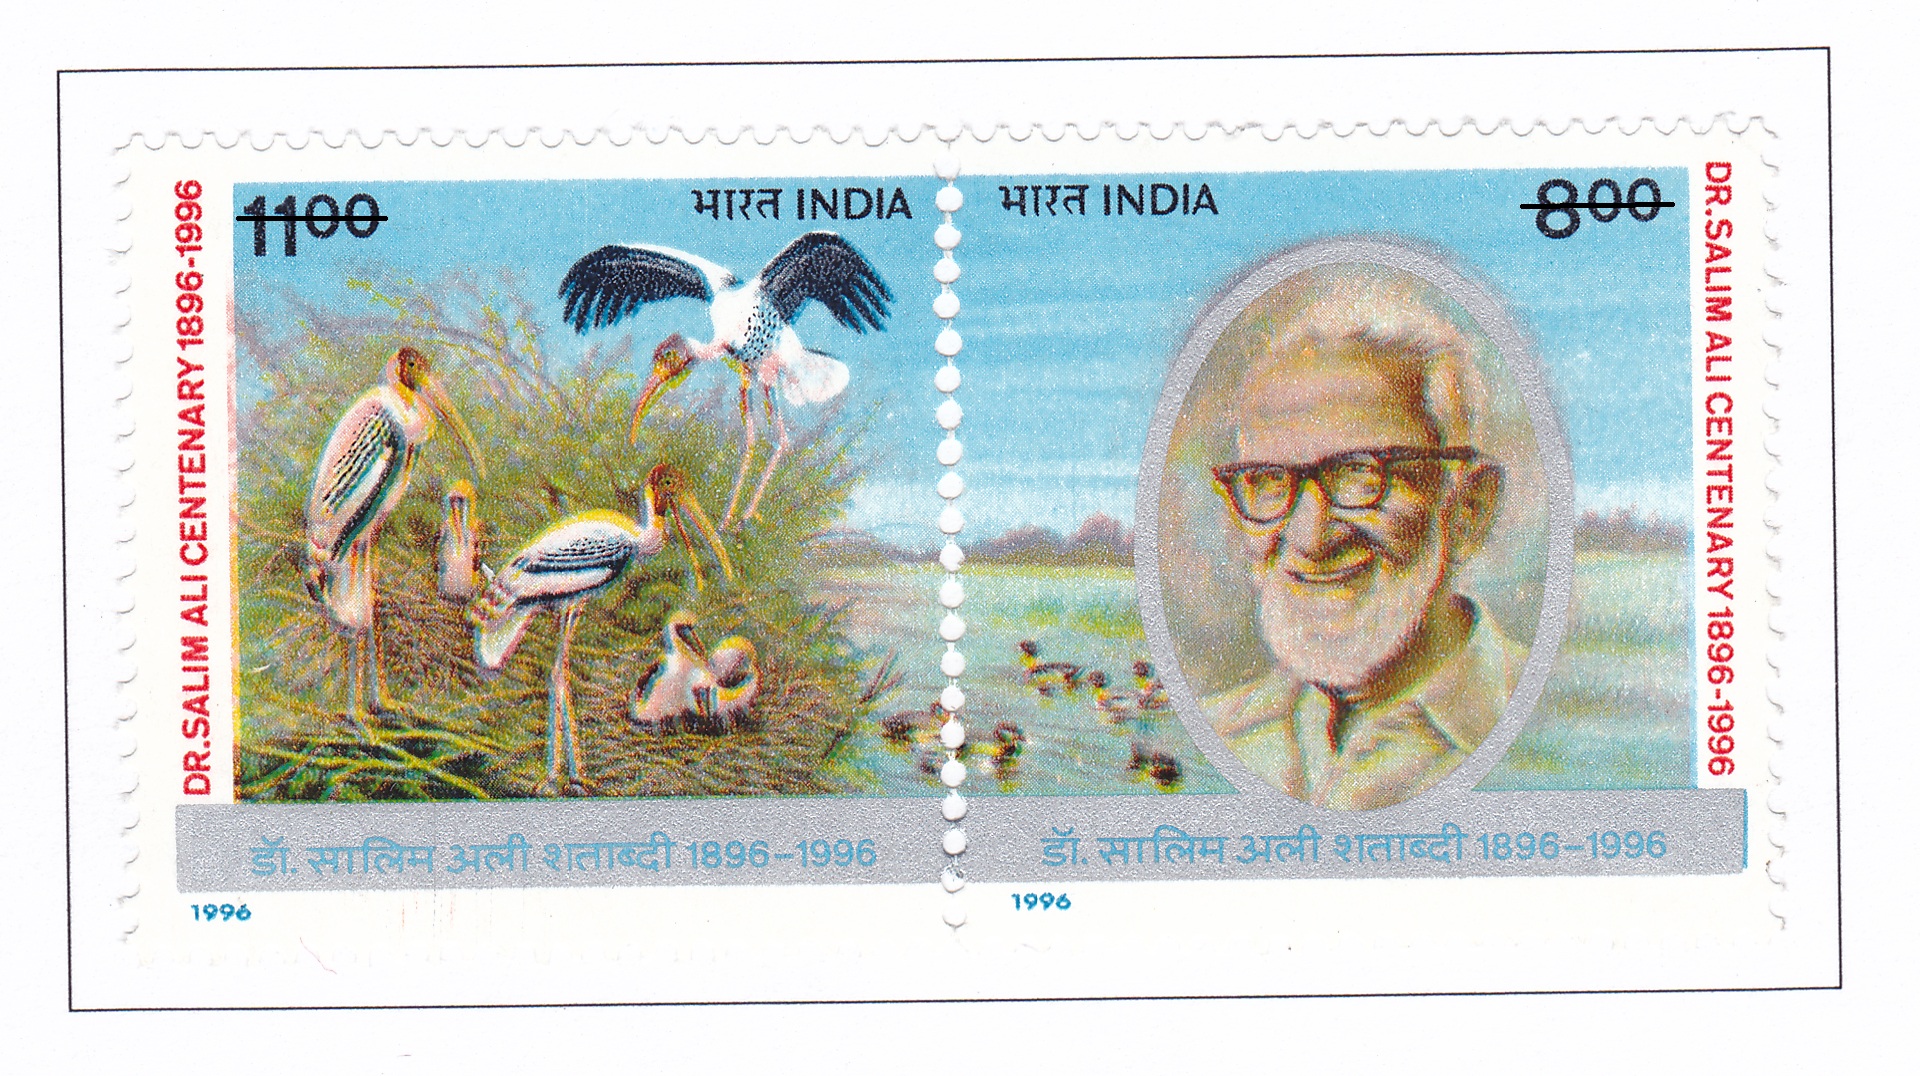 DR.SALIM ALI CENTENARY 1896-1996
1100
भारत INDIA
डॉ. सालिम अली शताब्दी 1896-1996
1996
भारत INDIA
800
DR.SALIM ALI CENTENARY 1896-1996
डॉ. सालिम अली शताब्दी 1896-1996
1996